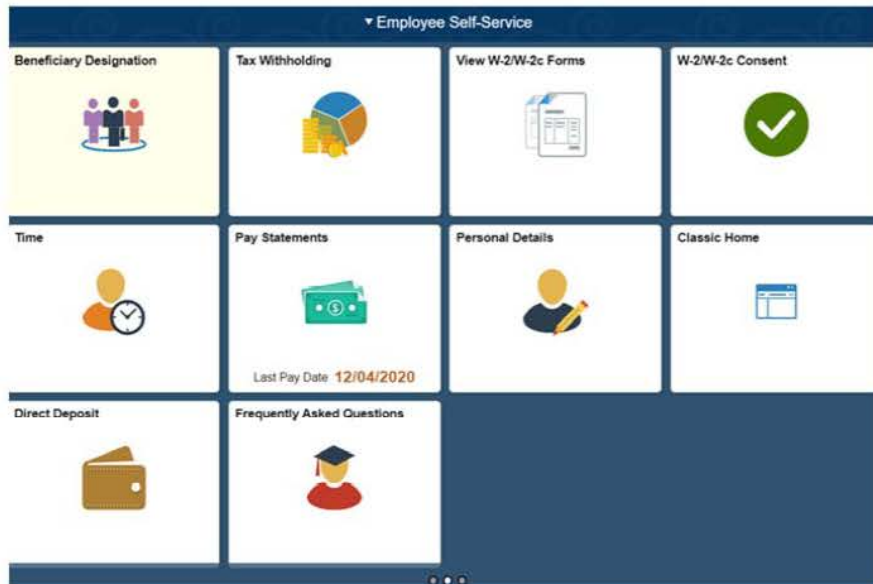 Employee Self-Service
Beneficiary Designation
Tax Withholding
View W-2/W-2c Forms
W-2/W-2c Consent
Time
Pay Statements
Last Pay Date 12/04/2020
Personal Details
Classic Home
Direct Deposit
Frequently Asked Questions